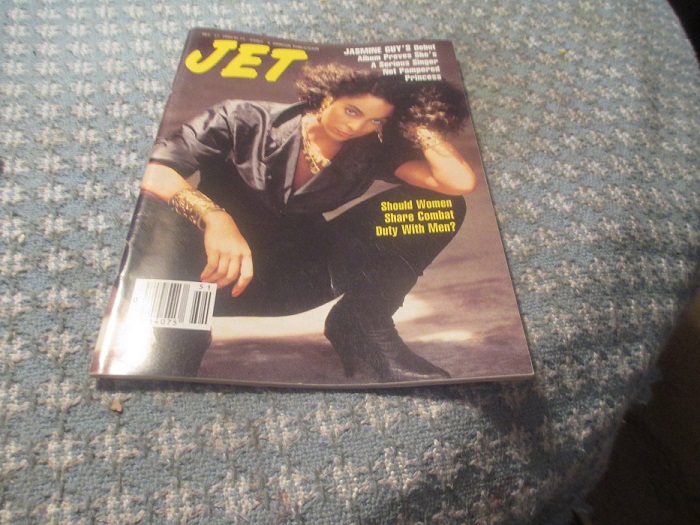 JET
JASMINE GUY'S Debut
Album Proves She's
A Serious Singer
Not Pampered
Princess
Should Women
Share Combat
Duty With Men?
51